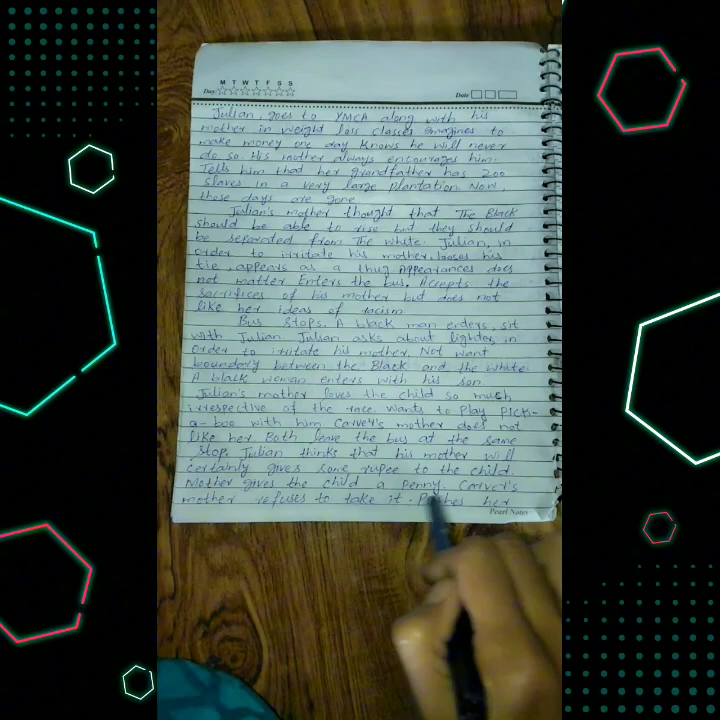 M T W T F S S
Day
Date
Julian, goes to YMCA along with his
mother in weight loss classes imagines to
make money one day knows he will never
do so. His mother always encourages him.
Tells him that her grandfather has 200
slaves in a very large plantation. Now,
those days are gone.
Julian's mother thought that The Black
should be able to rise but they should
be separated from The white. Julian, in
order to irritate his mother, looses his
tie, appears as a thug Appearances does
not matter Enters the bus. Accepts the
sacrifices of his mother but does not
like her ideas of racism.
Bus stops. A black man enters, sit
with Julian. Julian asks about lighters in
order to irritate his mother. Not want
boundary between the Black and the white.
A black woman enters with his son
Julian's mother loves the child so much
irrespective of the race. wants to Play Pick-
a-boo with him Carver's mother does not
like her. Both leave the bus at the same
stop. Julian thinks that his mother will
certainly gives some rupee to the child.
Mother gives the child a penny. Carver's
mother refuses to take it. Pushes her
Pearl Notes